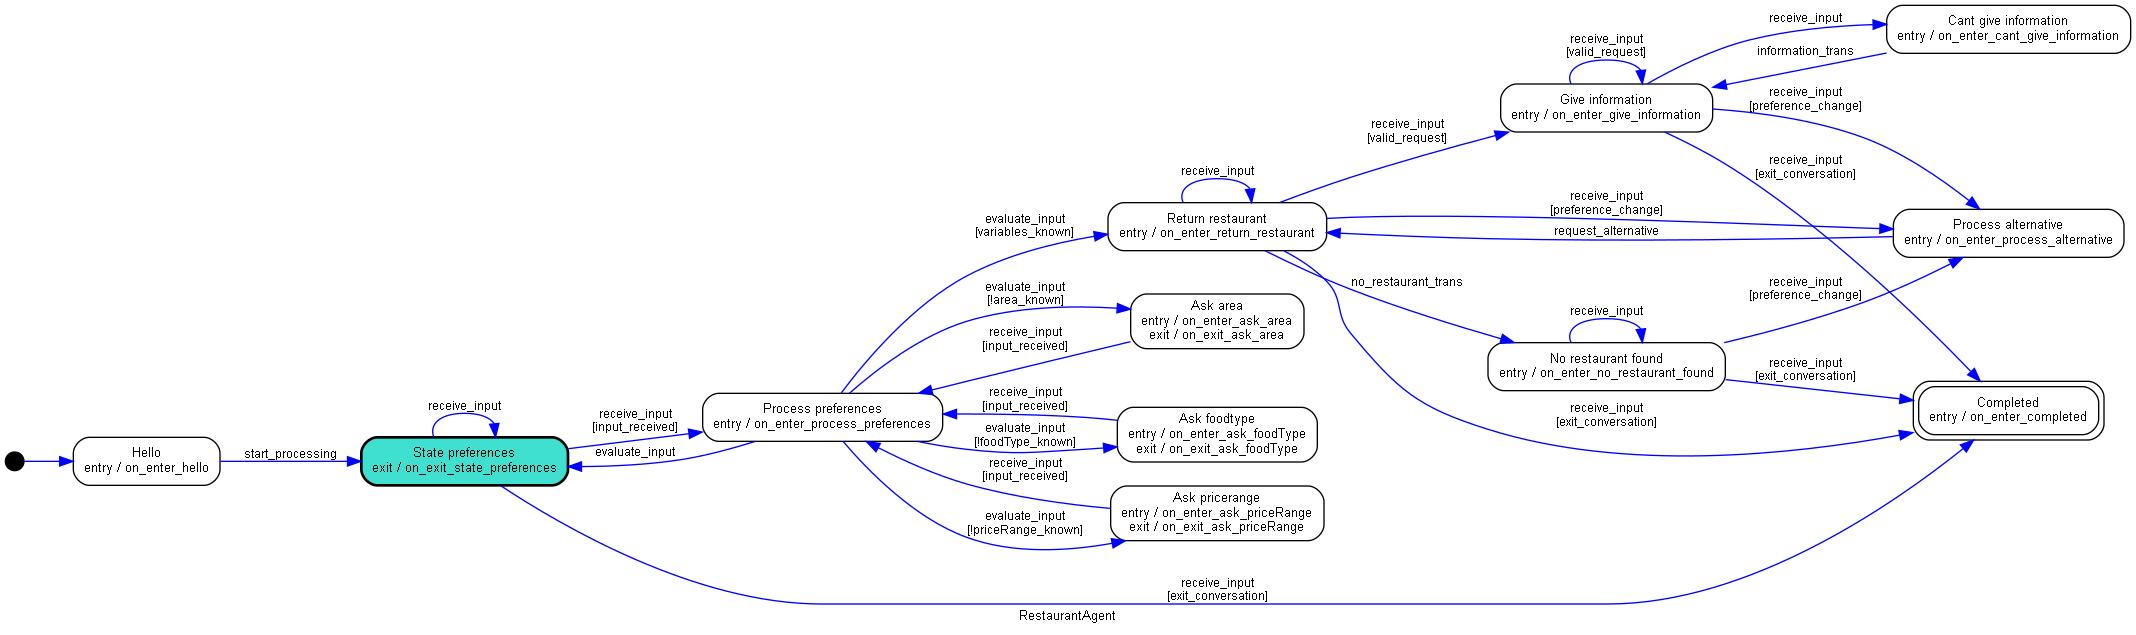 Hello
entry / on_enter_hello
start_processing
receive_input
State preferences
exit / on_exit_state_preferences
receive_input
[input_received]
evaluate_input
Process preferences
entry / on_enter_process_preferences
evaluate_input
[variables_known]
evaluate_input
[!area_known]
receive_input
[input_received]
receive_input
[input_received]
evaluate_input
[!foodType_known]
receive_input
[input_received]
evaluate_input
[!priceRange_known]
receive_input
Return restaurant
entry / on_enter_return_restaurant
Ask area
entry / on_enter_ask_area
exit / on_exit_ask_area
Ask foodtype
entry / on_enter_ask_foodType
exit / on_exit_ask_foodType
Ask pricerange
entry / on_enter_ask_priceRange
exit / on_exit_ask_priceRange
receive_input
[exit_conversation]
receive_input
[valid_request]
no_restaurant_trans
receive_input
[valid_request]
Give information
entry / on_enter_give_information
receive_input
[preference_change]
request_alternative
receive_input
No restaurant found
entry / on_enter_no_restaurant_found
receive_input
[exit_conversation]
receive_input
information_trans
receive_input
[preference_change]
receive_input
[exit_conversation]
receive_input
[preference_change]
receive_input
[exit_conversation]
Cant give information
entry / on_enter_cant_give_information
Process alternative
entry / on_enter_process_alternative
Completed
entry / on_enter_completed
RestaurantAgent